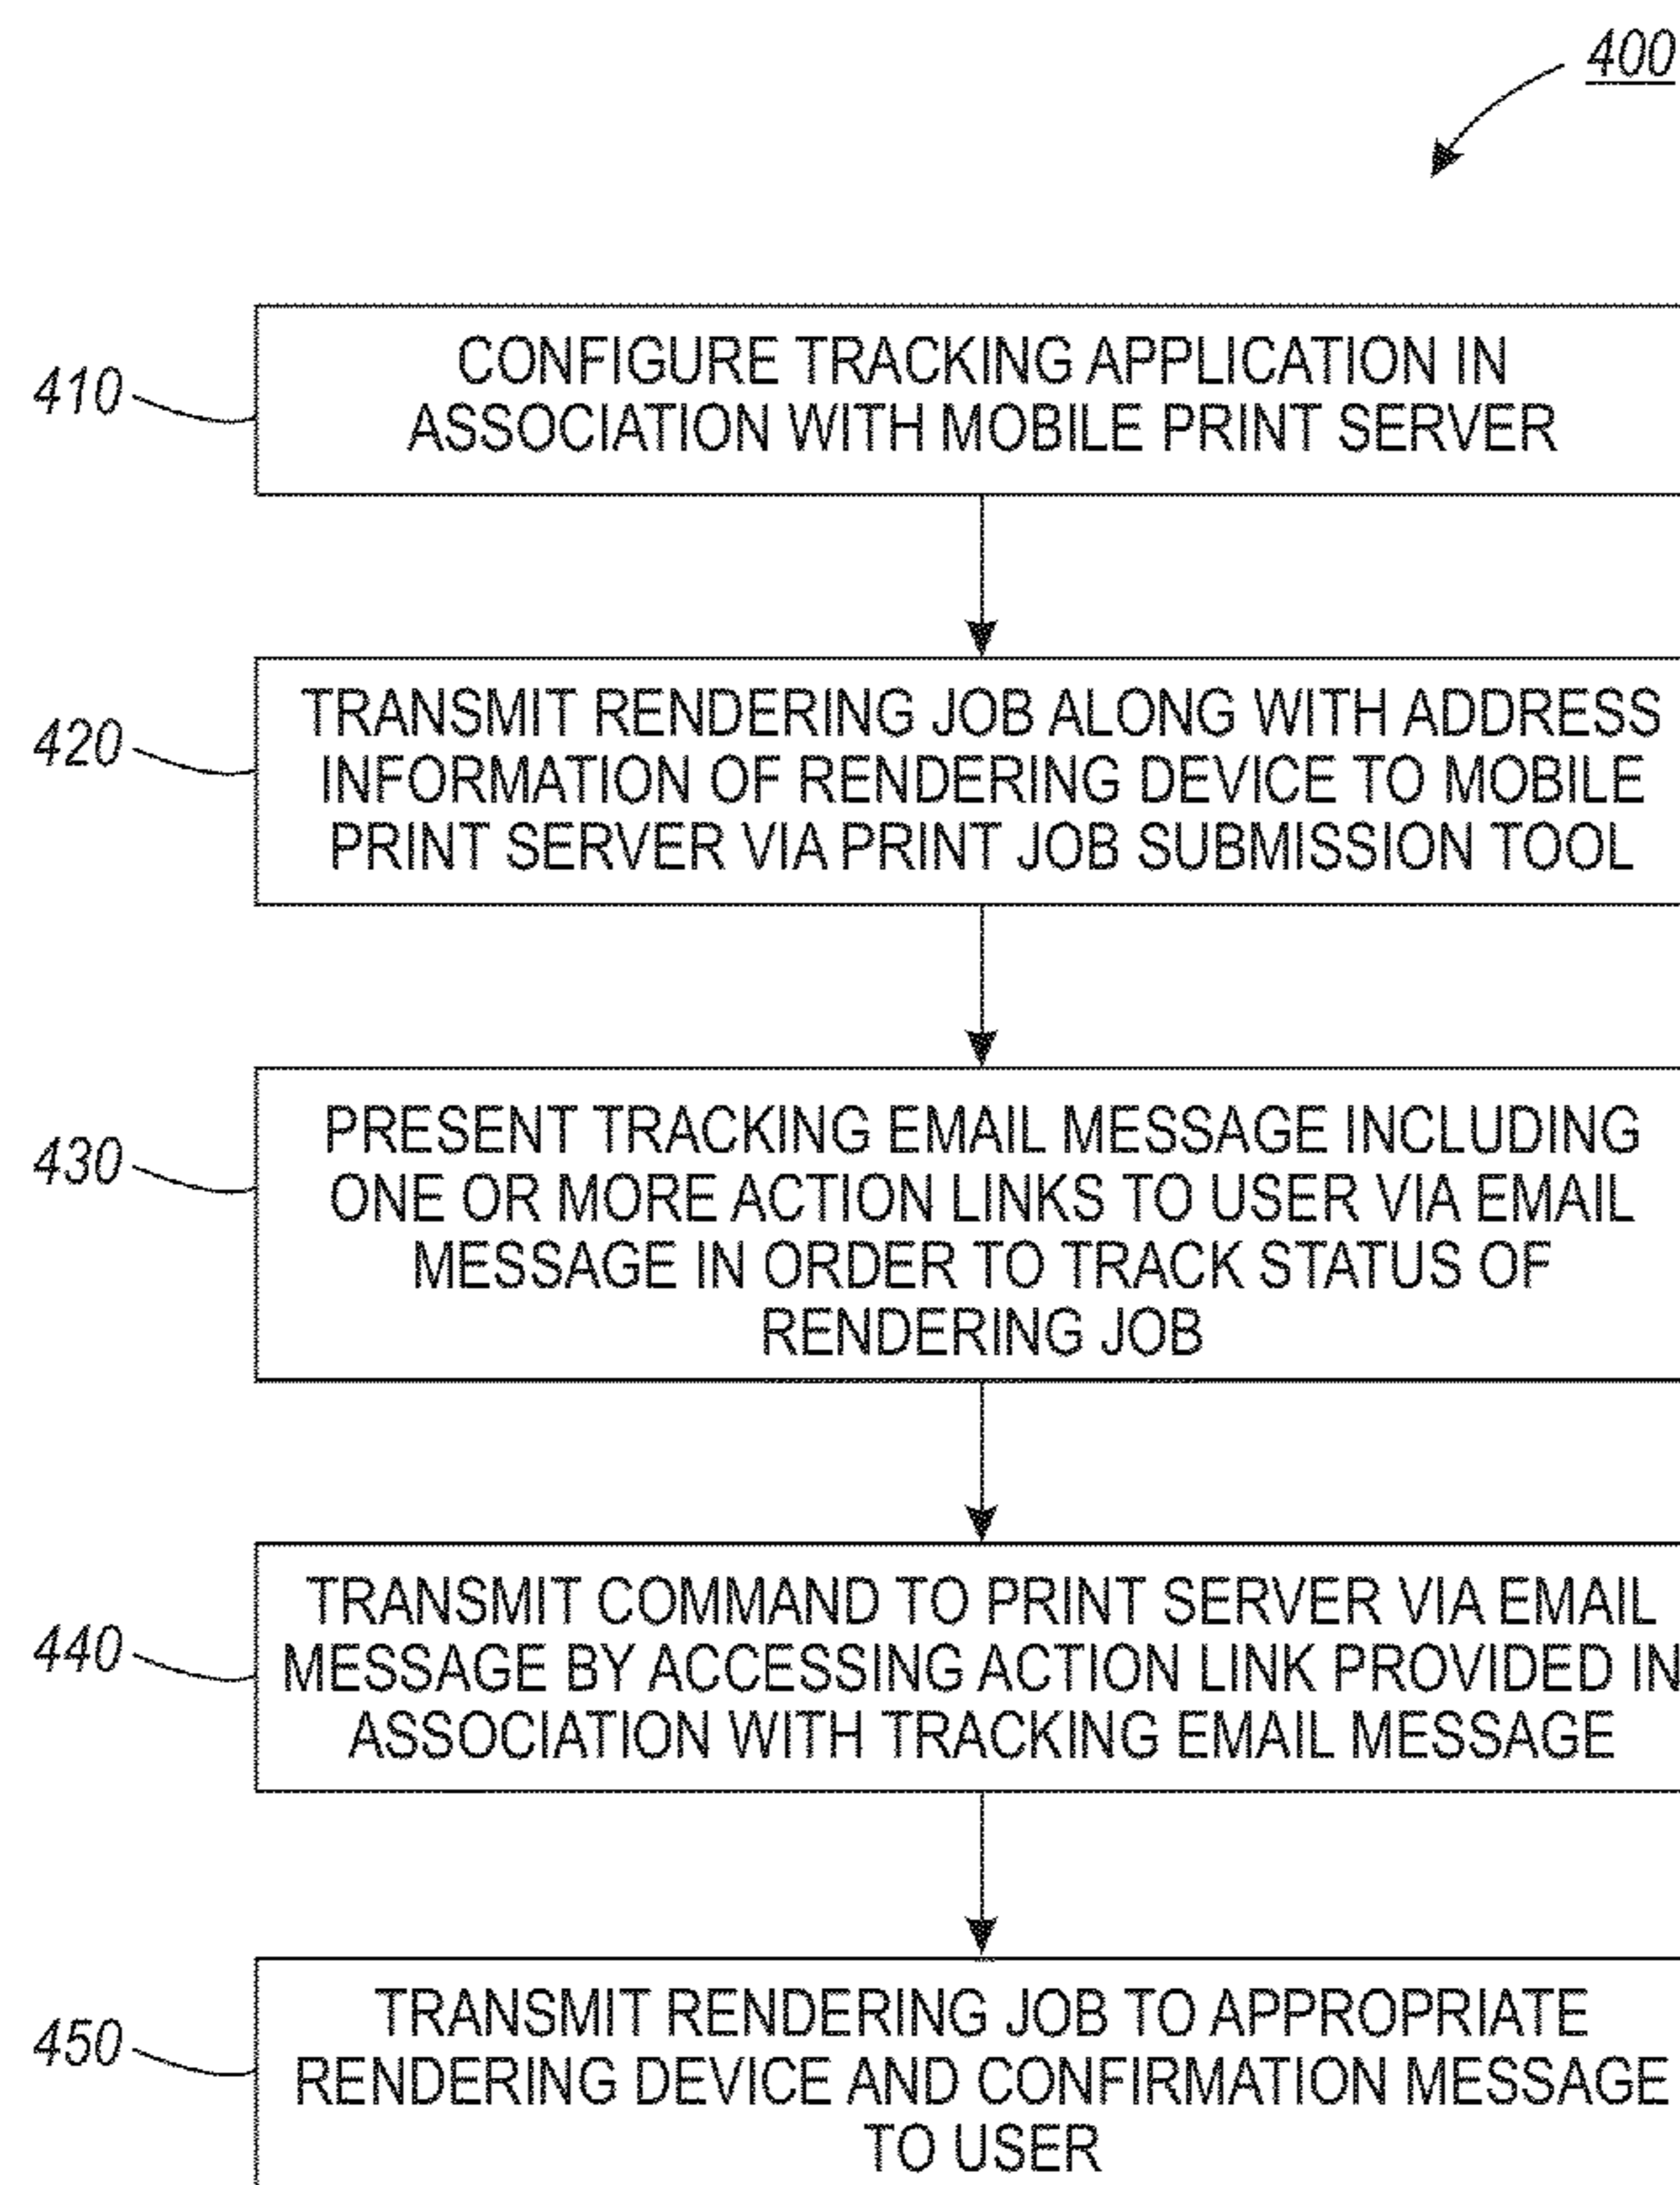 400
410
CONFIGURE TRACKING APPLICATION IN
ASSOCIATION WITH MOBILE PRINT SERVER
420
TRANSMIT RENDERING JOB ALONG WITH ADDRESS
INFORMATION OF RENDERING DEVICE TO MOBILE
PRINT SERVER VIA PRINT JOB SUBMISSION TOOL
430
PRESENT TRACKING EMAIL MESSAGE INCLUDING
ONE OR MORE ACTION LINKS TO USER VIA EMAIL
MESSAGE IN ORDER TO TRACK STATUS OF
RENDERING JOB
440
TRANSMIT COMMAND TO PRINT SERVER VIA EMAIL
MESSAGE BY ACCESSING ACTION LINK PROVIDED IN
ASSOCIATION WITH TRACKING EMAIL MESSAGE
450
TRANSMIT RENDERING JOB TO APPROPRIATE
RENDERING DEVICE AND CONFIRMATION MESSAGE
TO USER